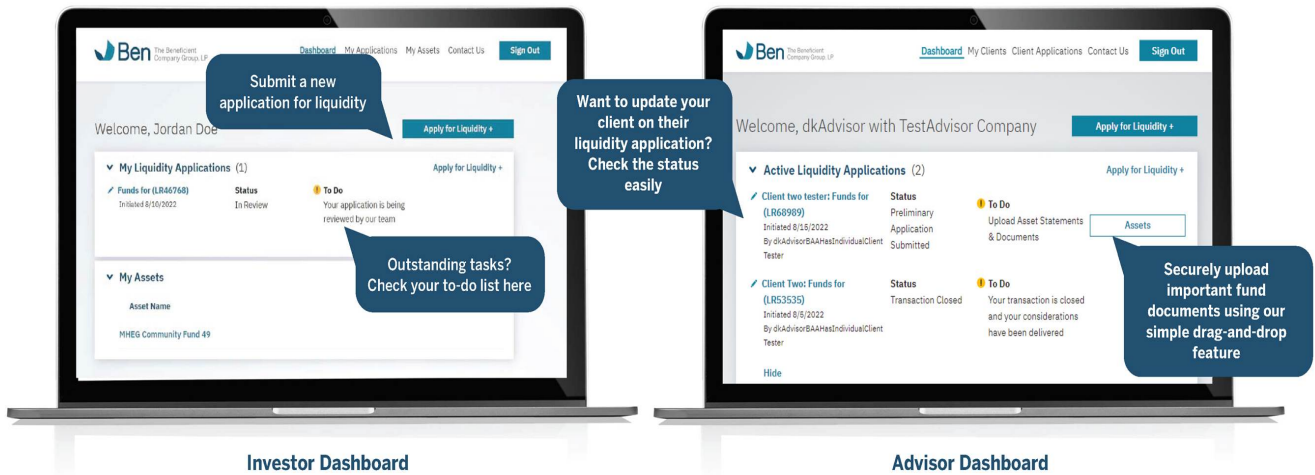 Ben The Beneficient
Company Group, LP
Dashboard My Applications My Assets Contact Us Sign Out
Submit a new
application for liquidity
Welcome, Jordan Doe
Apply for Liquidity +
My Liquidity Applications (1) Apply for Liquidity +
Funds for (LR46768) Status To Do
Initiated 8/10/2022 In Review Your application is being
reviewed by our team
Outstanding tasks?
Check your to-do list here
My Assets
Asset Name
MHEG Community Fund 49
Investor Dashboard
Ben The Beneficient
Company Group, LP
Dashboard My Clients Client Applications Contact Us Sign Out
Want to update your
client on their
liquidity application?
Check the status
easily
Welcome, dkAdvisor with TestAdvisor Company Apply for Liquidity +
Active Liquidity Applications (2) Apply for Liquidity +
Client two tester: Funds for
(LR68989)
Initiated 8/15/2022
By dkAdvisorBAAHasIndividualClient
Tester
Status
Preliminary
Application
Submitted
To Do
Upload Asset Statements
& Documents
Assets
Securely upload
important fund
documents using our
simple drag-and-drop
feature
Client Two: Funds for
(LR53535)
Initiated 8/5/2022
By dkAdvisorBAAHasIndividualClient
Tester
Status
Transaction Closed
To Do
Your transaction is closed
and your considerations
have been delivered
Hide
Advisor Dashboard